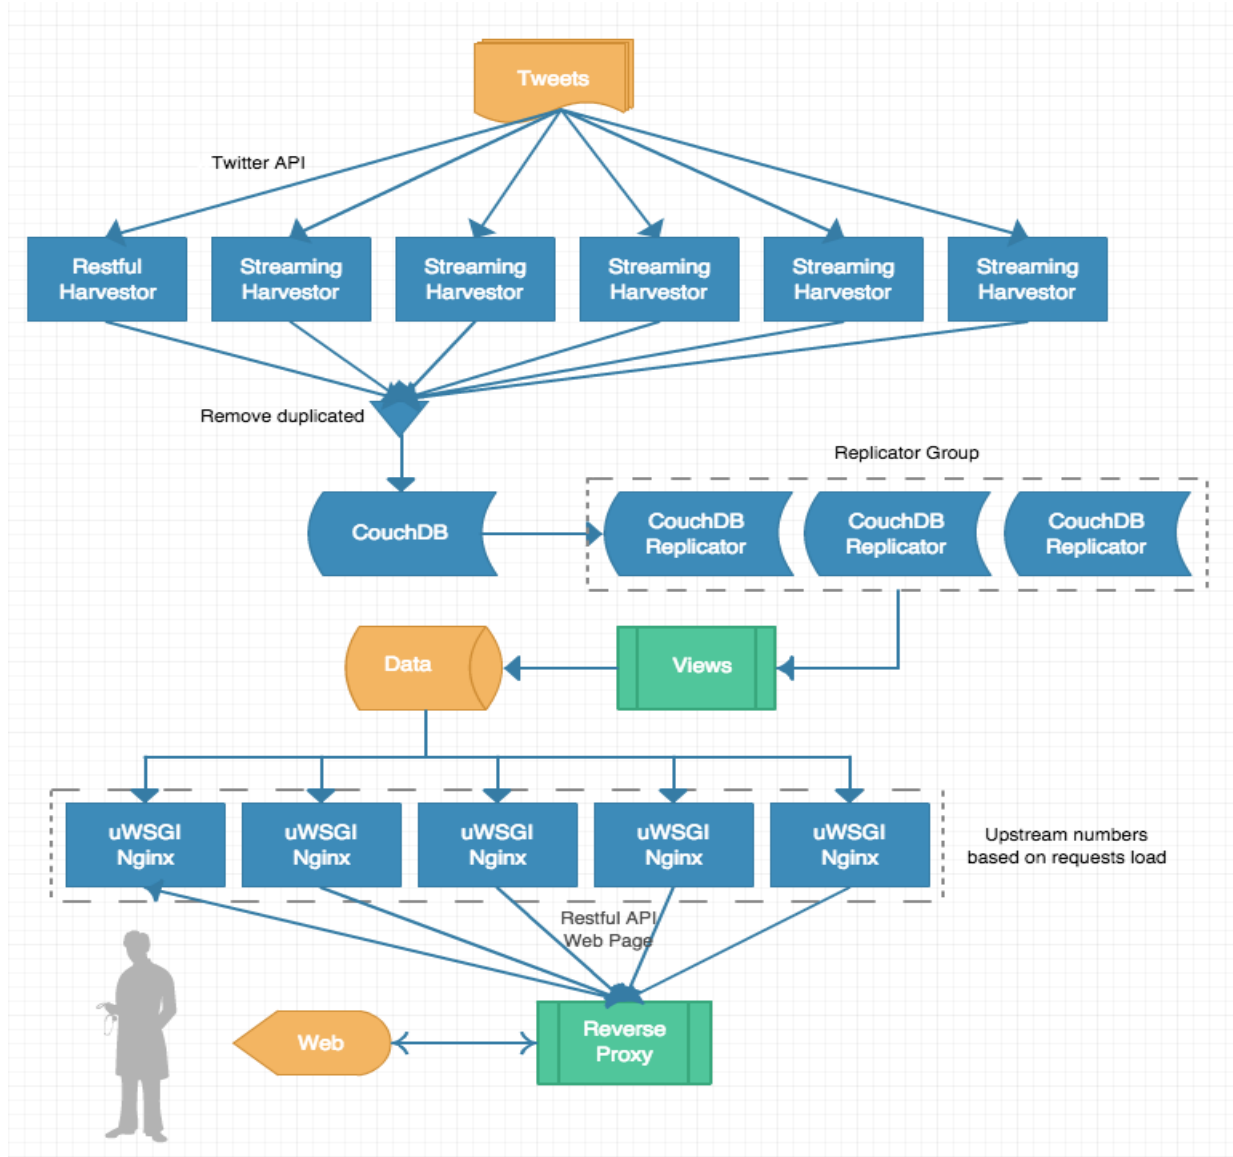 Tweets
Twitter API
Restful
Harvestor
Streaming
Harvestor
Streaming
Harvestor
Streaming
Harvestor
Streaming
Harvestor
Streaming
Harvestor
Remove duplicated
Replicator Group
CouchDB
CouchDB
Replicator
CouchDB
Replicator
CouchDB
Replicator
Data
Views
uWSGI
Nginx
uWSGI
Nginx
uWSGI
Nginx
uWSGI
Nginx
uWSGI
Nginx
Upstream numbers
based on requests load
Restful API
Web Page
Web
Reverse
Proxy